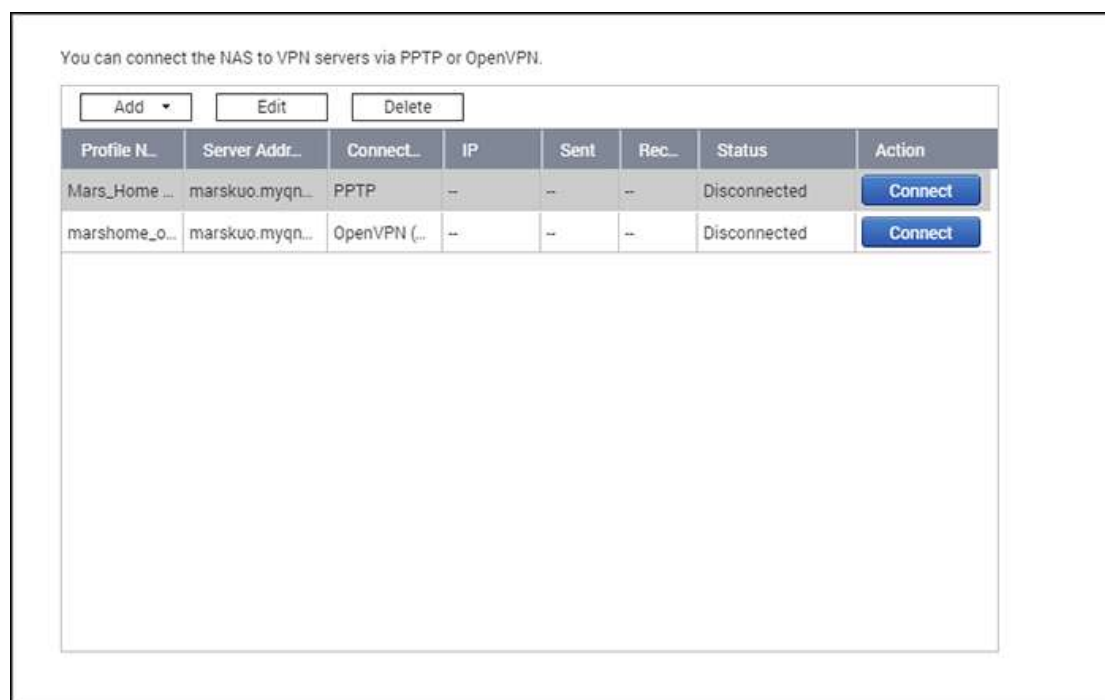 You can connect the NAS to VPN servers via PPTP or OpenVPN.
Add Edit Delete
Profile N... Server Addr... Connect... IP Sent Rec... Status Action
Mars_Home ... marskuo.myqn... PPTP -- -- -- Disconnected Connect
marshome_o... marskuo.myqn... OpenVPN (... -- -- -- Disconnected Connect